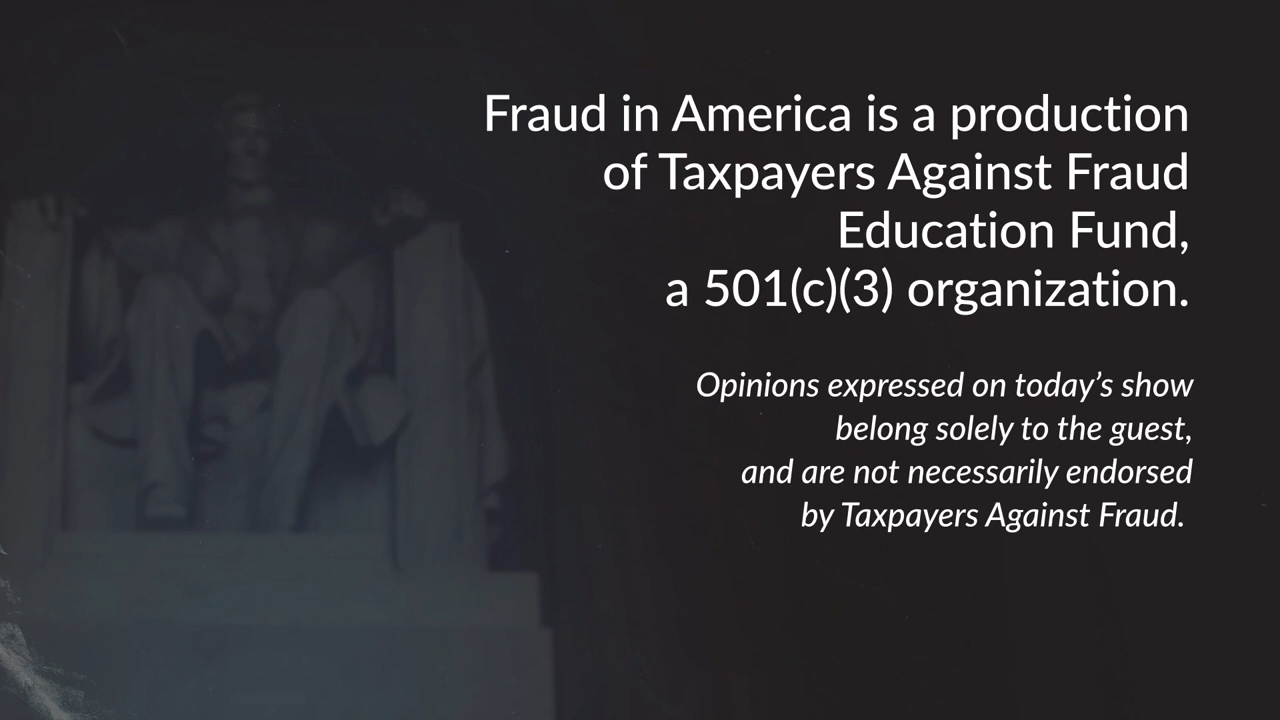 Fraud in America is a production
of Taxpayers Against Fraud
Education Fund,
a 501(c)(3) organization.
Opinions expressed on today’s show
belong solely to the guest,
and are not necessarily endorsed
by Taxpayers Against Fraud.